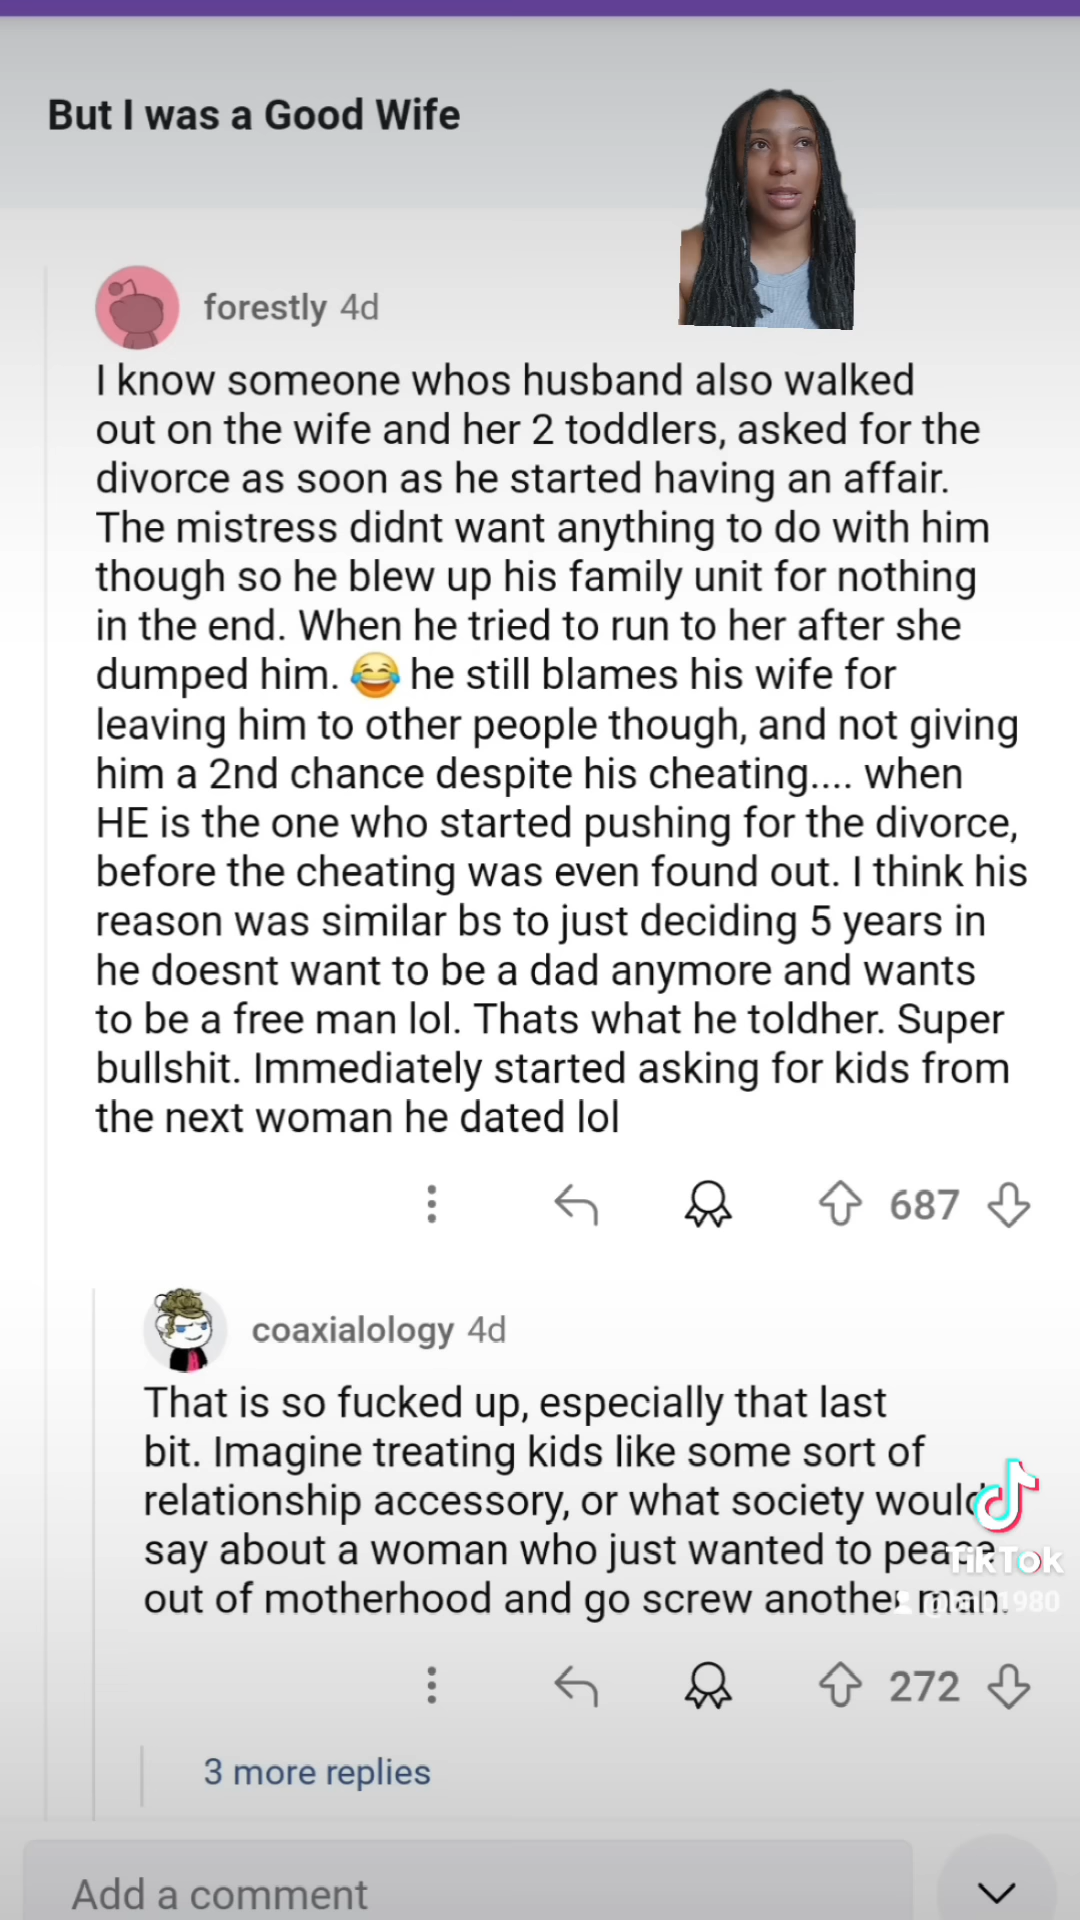 But I was a Good Wife
forestly 4d
I know someone whos husband also walked
out on the wife and her 2 toddlers, asked for the
divorce as soon as he started having an affair.
The mistress didnt want anything to do with him
though so he blew up his family unit for nothing
in the end. When he tried to run to her after she
dumped him. 😂 he still blames his wife for
leaving him to other people though, and not giving
him a 2nd chance despite his cheating.... when
HE is the one who started pushing for the divorce,
before the cheating was even found out. I think his
reason was similar bs to just deciding 5 years in
he doesnt want to be a dad anymore and wants
to be a free man lol. Thats what he toldher. Super
bullshit. Immediately started asking for kids from
the next woman he dated lol
687
coaxialology 4d
That is so fucked up, especially that last
bit. Imagine treating kids like some sort of
relationship accessory, or what society would
say about a woman who just wanted to peace
TikTok
out of motherhood and go screw another man.
272
3 more replies
Add a comment